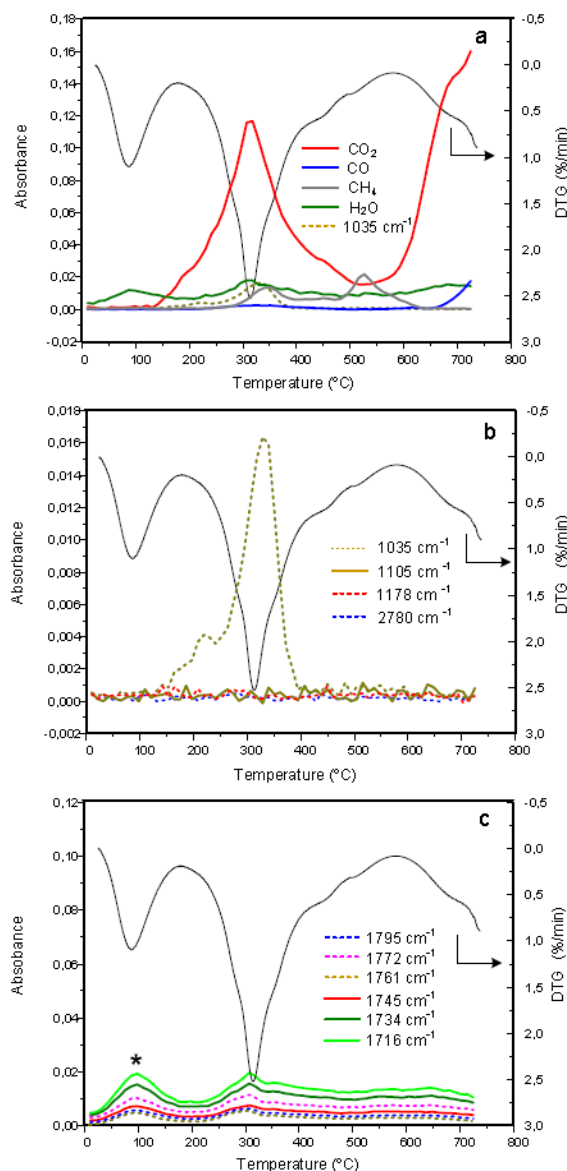 a
0,18
0,16
0,14
0,12
0,10
0,08
0,06
0,04
0,02
0,00
-0,02
Absorbance
-0,5
0,0
0,5
1,0
1,5
2,0
2,5
3,0
DTG (%/min)
CO₂
CO
CH₄
H₂O
1035 cm⁻¹
0 100 200 300 400 500 600 700 800
Temperature (ºC)
b
0,018
0,016
0,014
0,012
0,010
0,008
0,006
0,004
0,002
0,000
-0,002
Absorbance
-0,5
0,0
0,5
1,0
1,5
2,0
2,5
3,0
DTG (%/min)
1035 cm⁻¹
1105 cm⁻¹
1178 cm⁻¹
2780 cm⁻¹
0 100 200 300 400 500 600 700 800
Temperature (ºC)
c
0,12
0,10
0,08
0,06
0,04
0,02
0,00
Absorbance
-0,5
0,0
0,5
1,0
1,5
2,0
2,5
3,0
DTG (%/min)
1795 cm⁻¹
1772 cm⁻¹
1761 cm⁻¹
1745 cm⁻¹
1734 cm⁻¹
1716 cm⁻¹
*
0 100 200 300 400 500 600 700 800
Temperature (ºC)